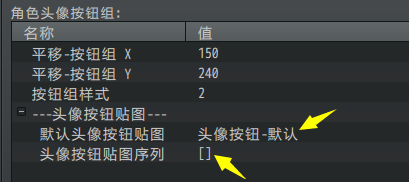 角色头像按钮组:
名称 值
平移-按钮组 X 150
平移-按钮组 Y 240
按钮组样式 2
---头像按钮贴图---
默认头像按钮贴图 头像按钮-默认
头像按钮贴图序列 []